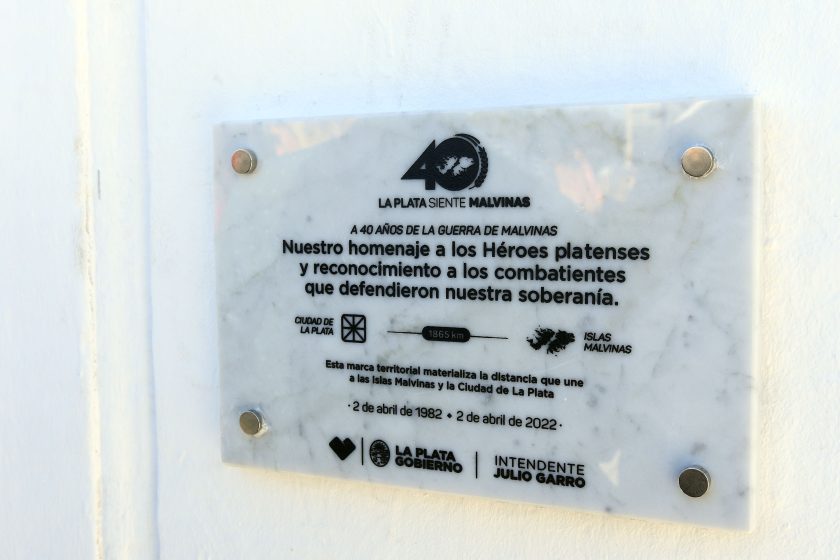 40
LA PLATA SIENTE MALVINAS
A 40 AÑOS DE LA GUERRA DE MALVINAS
Nuestro homenaje a los Héroes platenses
y reconocimiento a los combatientes
que defendieron nuestra soberanía.
CIUDAD DE
LA PLATA
1865 km
ISLAS
MALVINAS
Esta marca territorial materializa la distancia que une
a las Islas Malvinas y la Ciudad de La Plata
· 2 de abril de 1982 • 2 de abril de 2022 ·
LA PLATA
GOBIERNO
INTENDENTE
JULIO GARRO